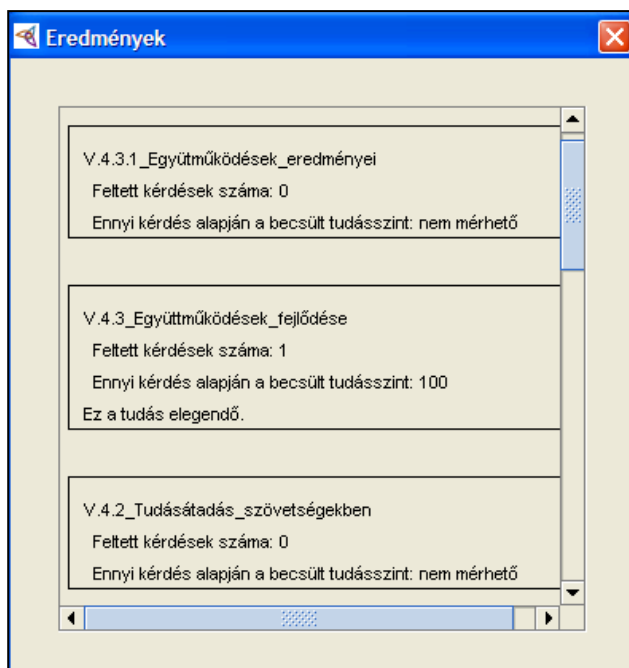 Eredmények
V.4.3.1_Együtműködések_eredményei
Feltett kérdések száma: 0
Ennyi kérdés alapján a becsült tudásszint: nem mérhető
V.4.3_Együttműködések_fejlődése
Feltett kérdések száma: 1
Ennyi kérdés alapján a becsült tudásszint: 100
Ez a tudás elegendő.
V.4.2_Tudásátadás_szövetségekben
Feltett kérdések száma: 0
Ennyi kérdés alapján a becsült tudásszint: nem mérhető